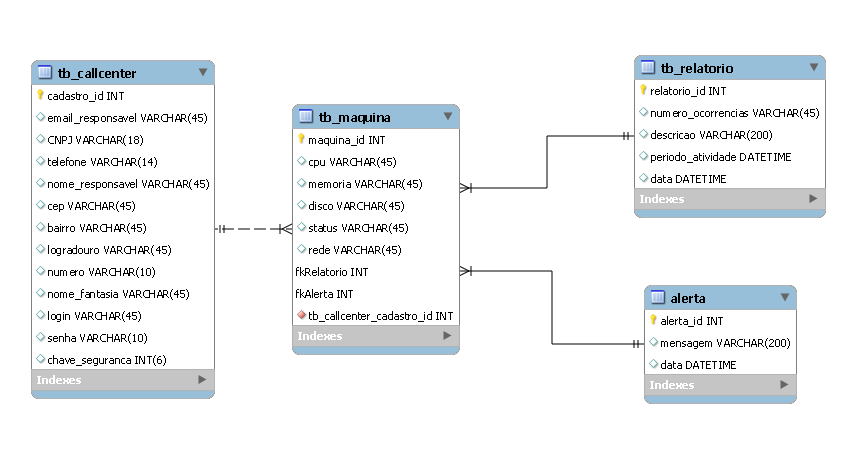 tb_callcenter
cadastro_id INT
email_responsavel VARCHAR(45)
CNPJ VARCHAR(18)
telefone VARCHAR(14)
nome_responsavel VARCHAR(45)
cep VARCHAR(45)
bairro VARCHAR(45)
logradouro VARCHAR(45)
numero VARCHAR(10)
nome_fantasia VARCHAR(45)
login VARCHAR(45)
senha VARCHAR(10)
chave_seguranca INT(6)
Indexes
tb_maquina
maquina_id INT
cpu VARCHAR(45)
memoria VARCHAR(45)
disco VARCHAR(45)
status VARCHAR(45)
rede VARCHAR(45)
fkRelatorio INT
fkAlerta INT
tb_callcenter_cadastro_id INT
Indexes
tb_relatorio
relatorio_id INT
numero_ocorrencias VARCHAR(45)
descricao VARCHAR(200)
periodo_atividade DATETIME
data DATETIME
Indexes
alerta
alerta_id INT
mensagem VARCHAR(200)
data DATETIME
Indexes